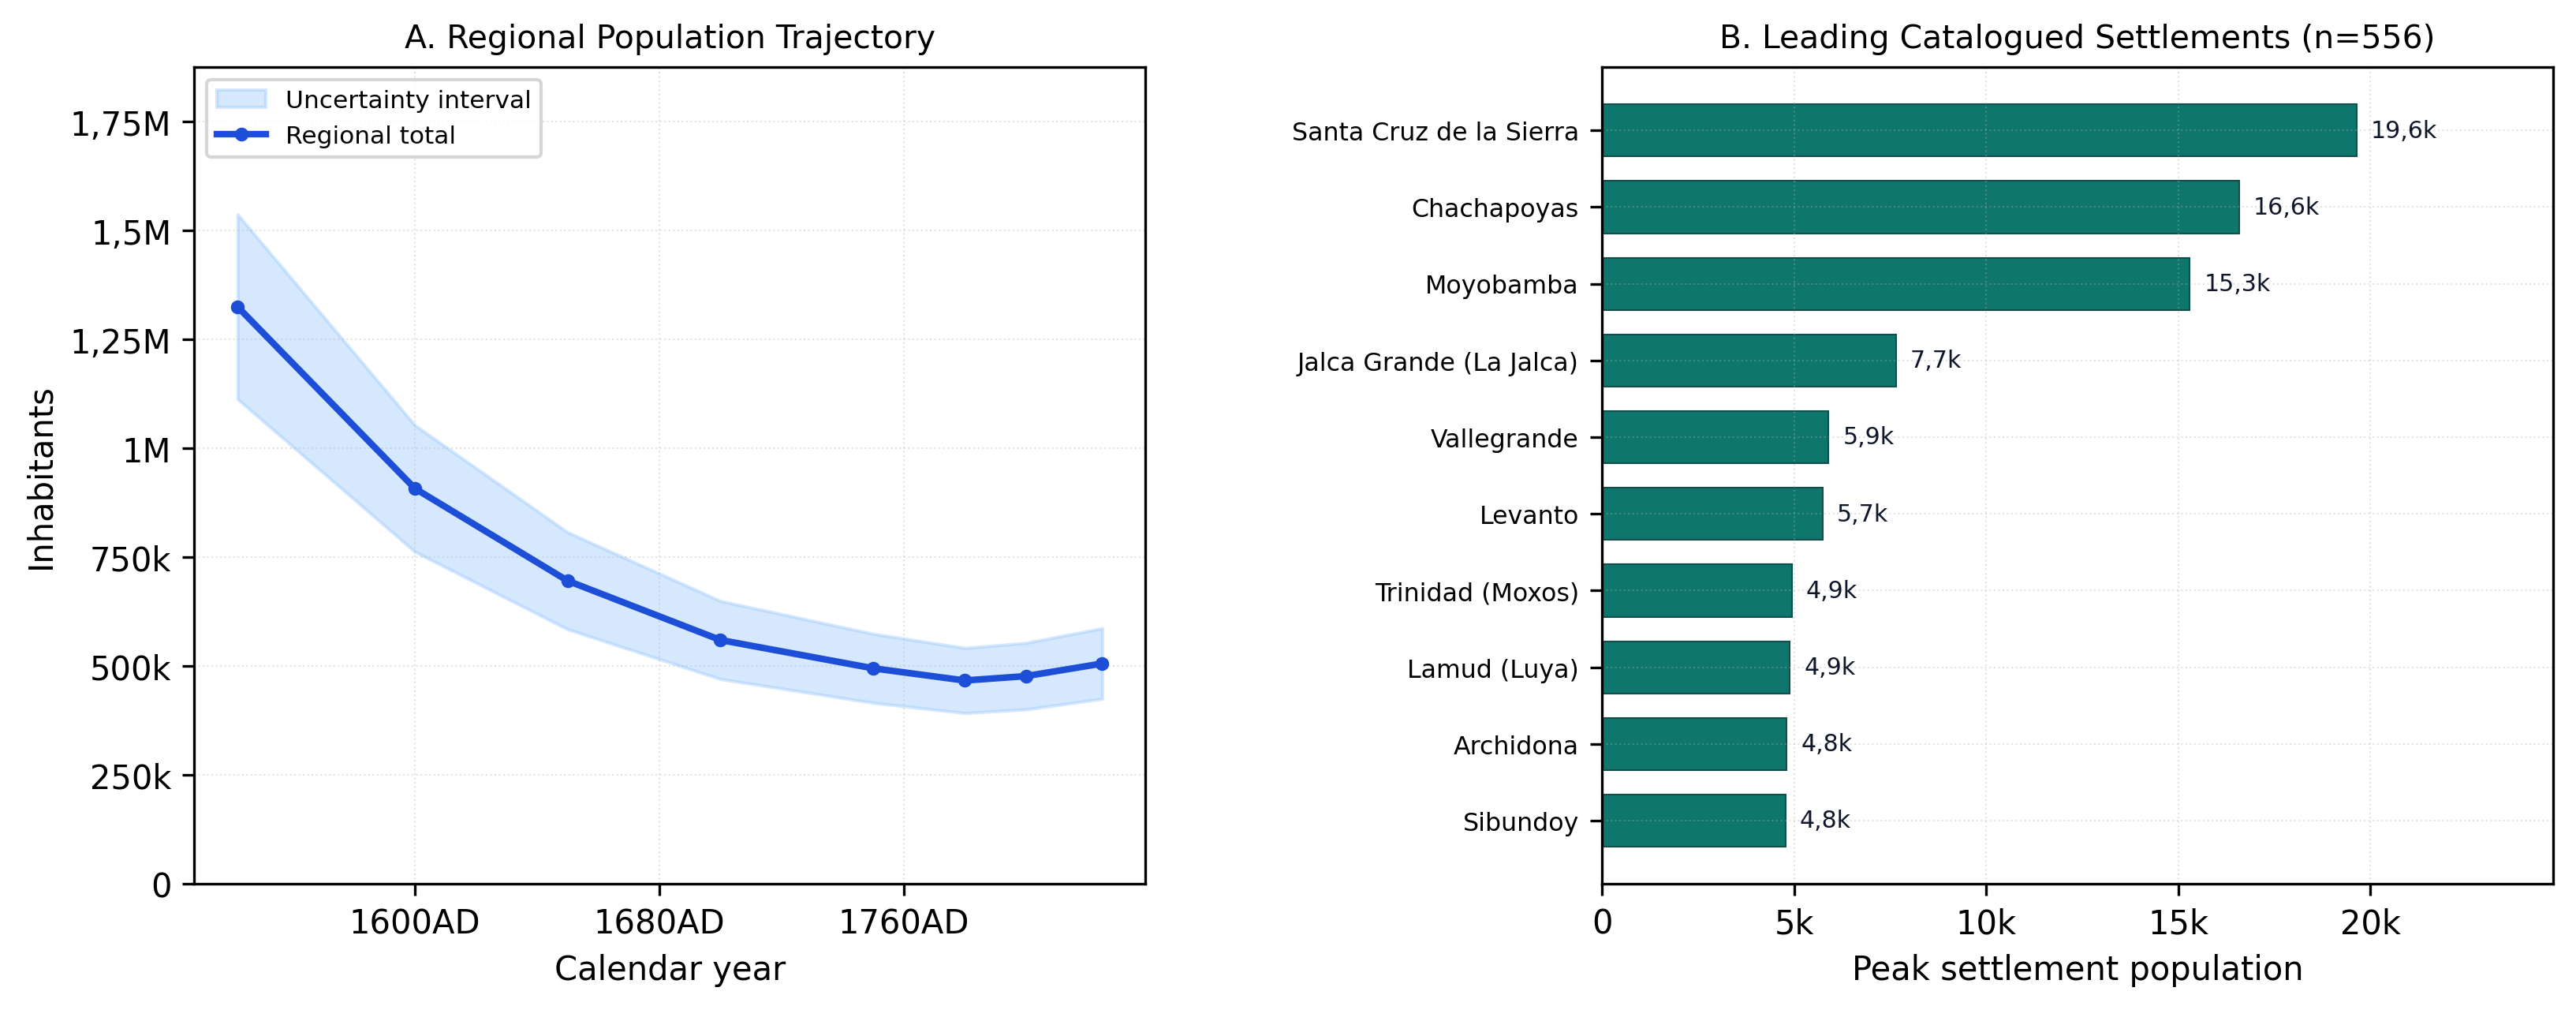 A. Regional Population Trajectory
Uncertainty interval
Regional total
1,75M
1,5M
1,25M
1M
750k
500k
250k
0
Inhabitants
1600AD 1680AD 1760AD
Calendar year
B. Leading Catalogued Settlements (n=556)
Santa Cruz de la Sierra 19,6k
Chachapoyas 16,6k
Moyobamba 15,3k
Jalca Grande (La Jalca) 7,7k
Vallegrande 5,9k
Levanto 5,7k
Trinidad (Moxos) 4,9k
Lamud (Luya) 4,9k
Archidona 4,8k
Sibundoy 4,8k
0 5k 10k 15k 20k
Peak settlement population